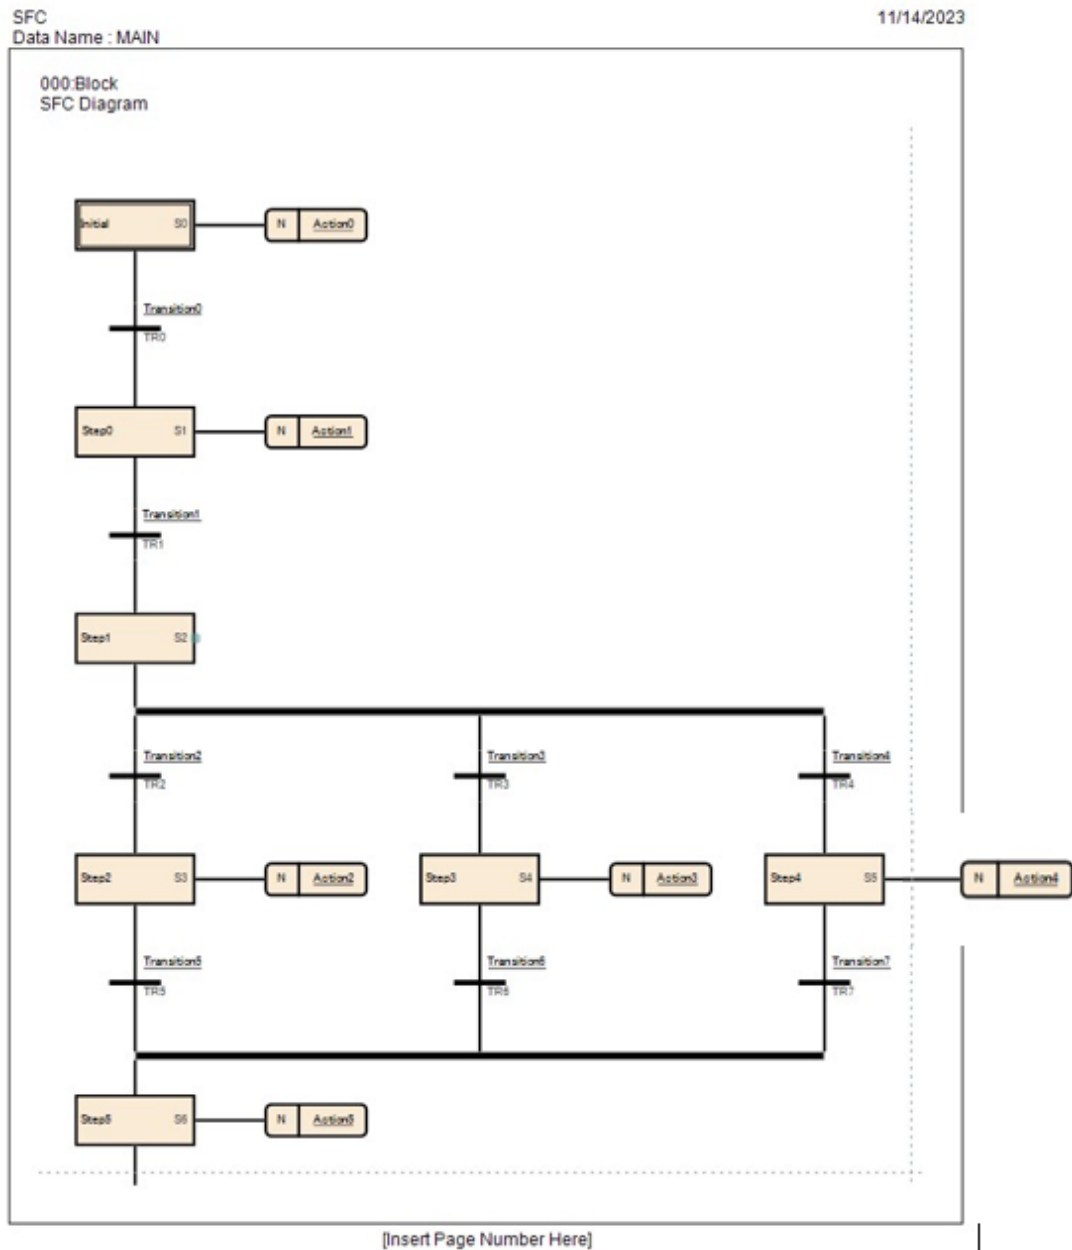 SFC
11/14/2023
Data Name : MAIN
000:Block
SFC Diagram
Initial S0 N Action0
Transition0
TR0
Step0 S1 N Action1
Transition1
TR1
Step1 S2
Transition2 Transition3 Transition4
TR2 TR3 TR4
Step2 S3 N Action2 Step3 S4 N Action3 Step4 S5 N Action4
Transition5 Transition6 Transition7
TR5 TR6 TR7
Step5 S6 N Action5
[Insert Page Number Here]